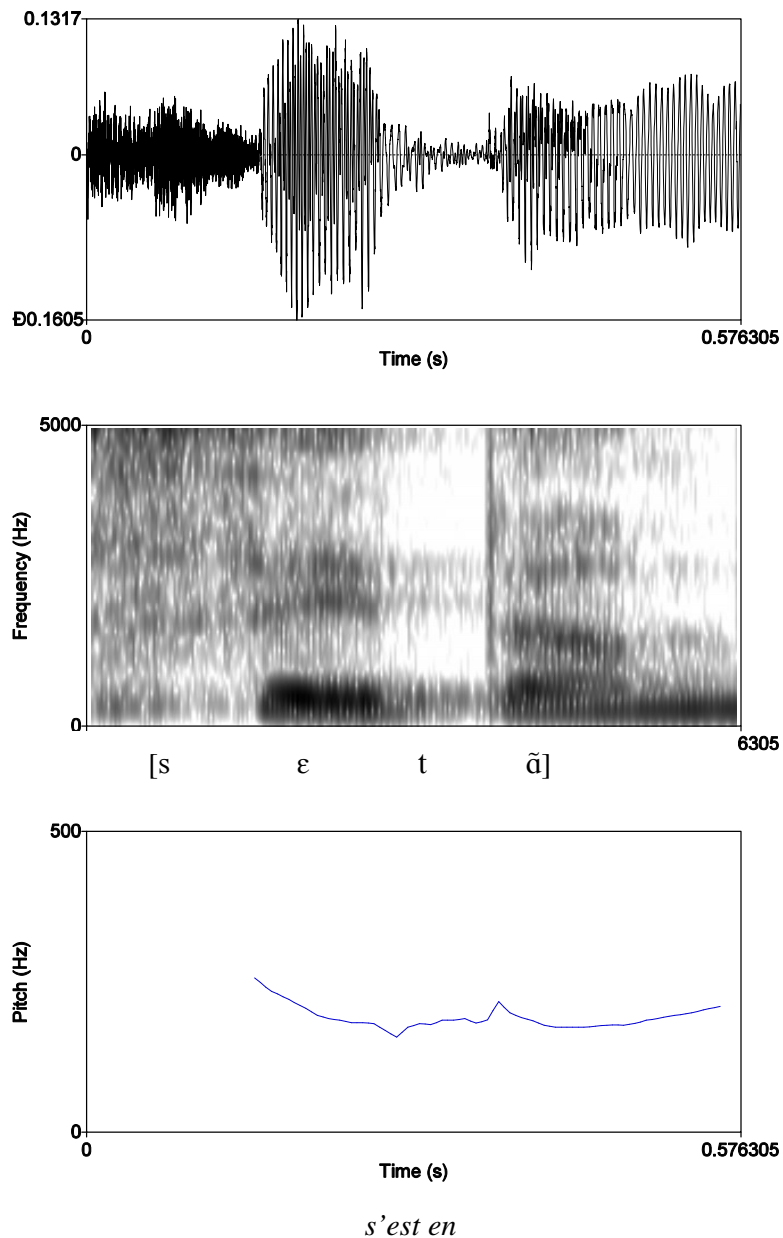 0.1317
0
Đ0.1605
0 0.576305
Time (s)
5000
Frequency (Hz)
0
6305
[s ɛ t ɑ̃]
500
Pitch (Hz)
0
0 0.576305
Time (s)
s’est en